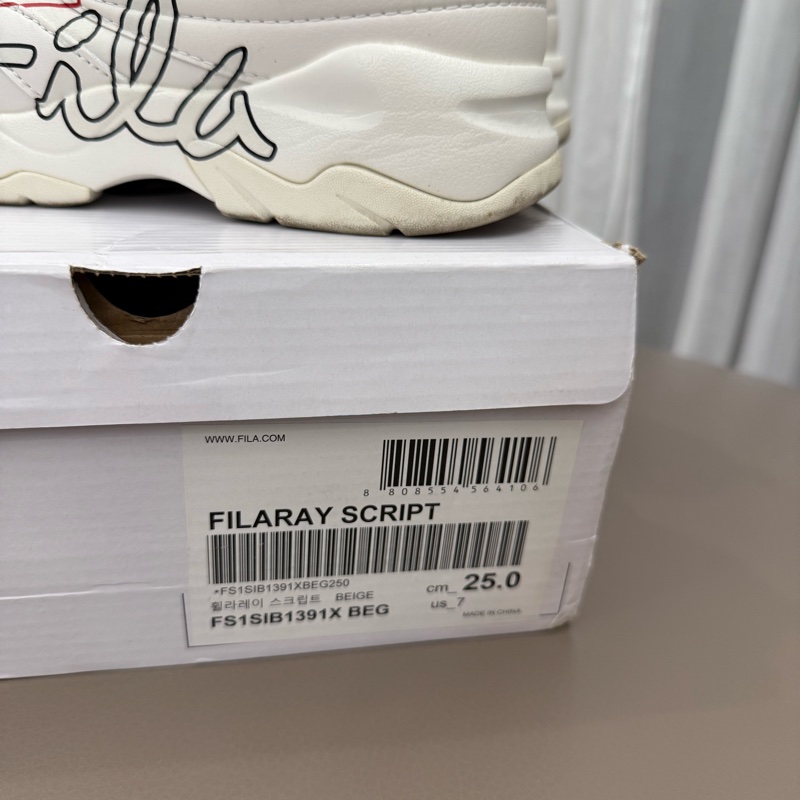 Fila
WWW.FILA.COM
8 808554 564106
FILARAY SCRIPT
*FS1SIB1391XBEG250
휠라레이 스크립트 BEIGE
FS1SIB1391X BEG
cm_ 25.0
us_7
MADE IN CHINA